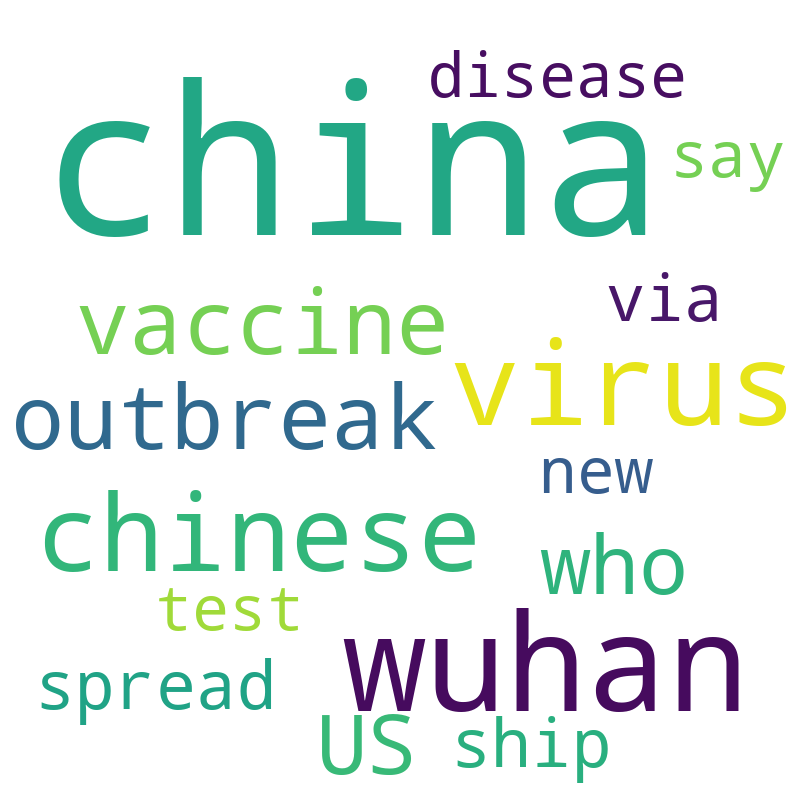 disease
china
say
vaccine
via
virus
outbreak
new
chinese
who
test
wuhan
spread
US
ship